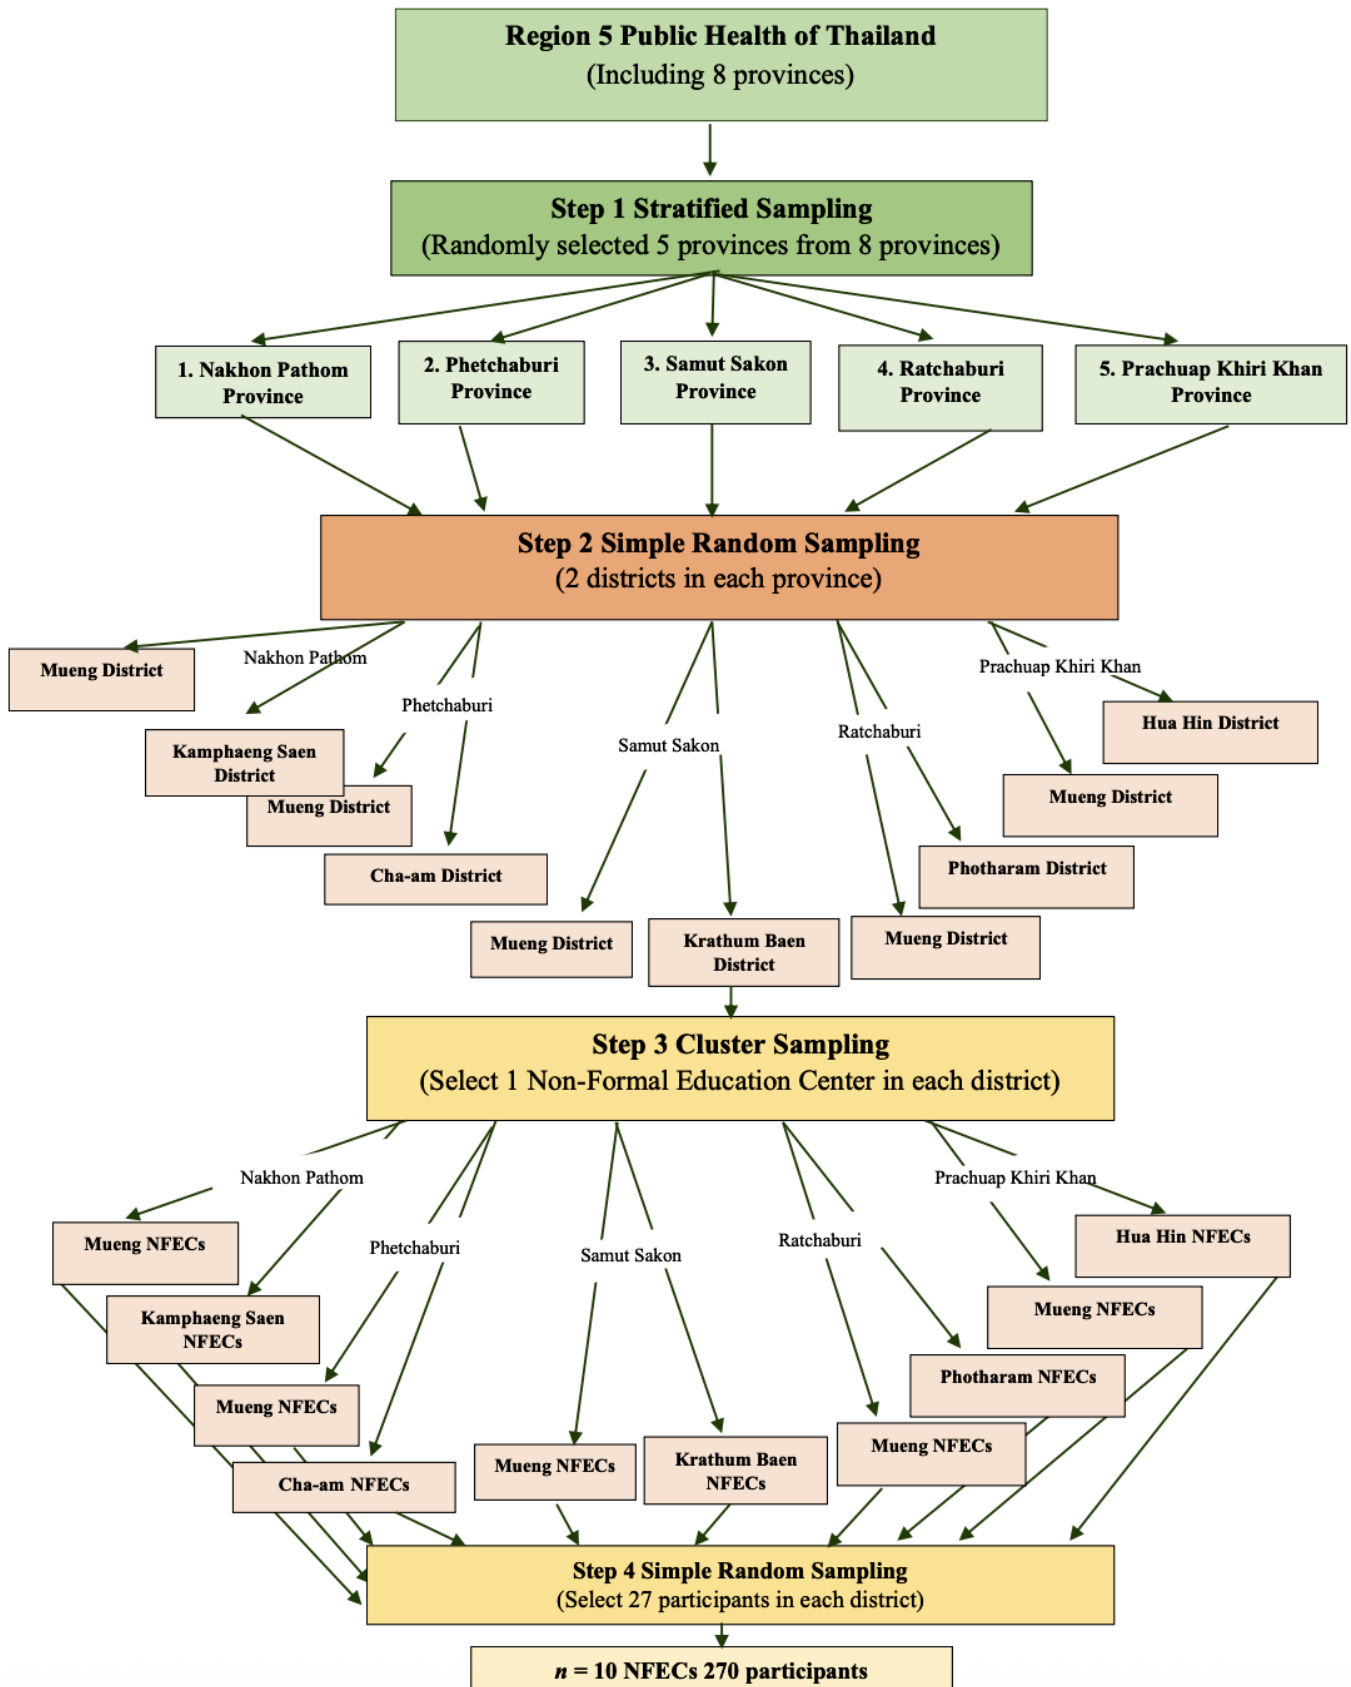 Region 5 Public Health of Thailand
(Including 8 provinces)
Step 1 Stratified Sampling
(Randomly selected 5 provinces from 8 provinces)
1. Nakhon Pathom
Province
2. Phetchaburi
Province
3. Samut Sakon
Province
4. Ratchaburi
Province
5. Prachuap Khiri Khan
Province
Step 2 Simple Random Sampling
(2 districts in each province)
Nakhon Pathom
Mueng District
Kamphaeng Saen
District
Phetchaburi
Mueng District
Cha-am District
Samut Sakon
Mueng District
Krathum Baen
District
Ratchaburi
Mueng District
Photharam District
Prachuap Khiri Khan
Mueng District
Hua Hin District
Step 3 Cluster Sampling
(Select 1 Non-Formal Education Center in each district)
Nakhon Pathom
Mueng NFECs
Kamphaeng Saen
NFECs
Phetchaburi
Mueng NFECs
Cha-am NFECs
Samut Sakon
Mueng NFECs
Krathum Baen
NFECs
Ratchaburi
Mueng NFECs
Photharam NFECs
Prachuap Khiri Khan
Mueng NFECs
Hua Hin NFECs
Step 4 Simple Random Sampling
(Select 27 participants in each district)
n = 10 NFECs 270 participants